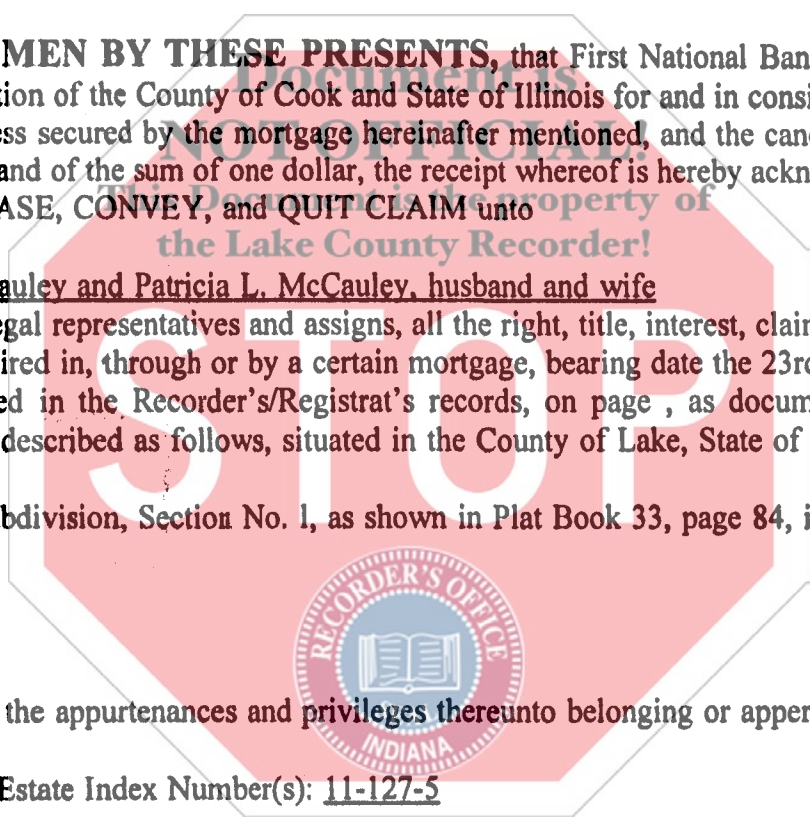 MEN BY THESE PRESENTS, that First National Ban
tion of the County of Cook and State of Illinois for and in consi
ess secured by the mortgage hereinafter mentioned, and the can
and of the sum of one dollar, the receipt whereof is hereby ackn
ASE, CONVEY, and QUIT CLAIM unto
auley and Patricia L. McCauley, husband and wife
egal representatives and assigns, all the right, title, interest, clai
ired in, through or by a certain mortgage, bearing date the 23r
ed in the Recorder's/Registrat's records, on page , as docum
described as follows, situated in the County of Lake, State of
bdivision, Section No. 1, as shown in Plat Book 33, page 84, i
the appurtenances and privileges thereunto belonging or apper
Estate Index Number(s): 11-127-5
Document is
NOT OFFICIAL!
This Document is the property of
the Lake County Recorder!
STOP
RECORDER'S OFFICE
INDIANA